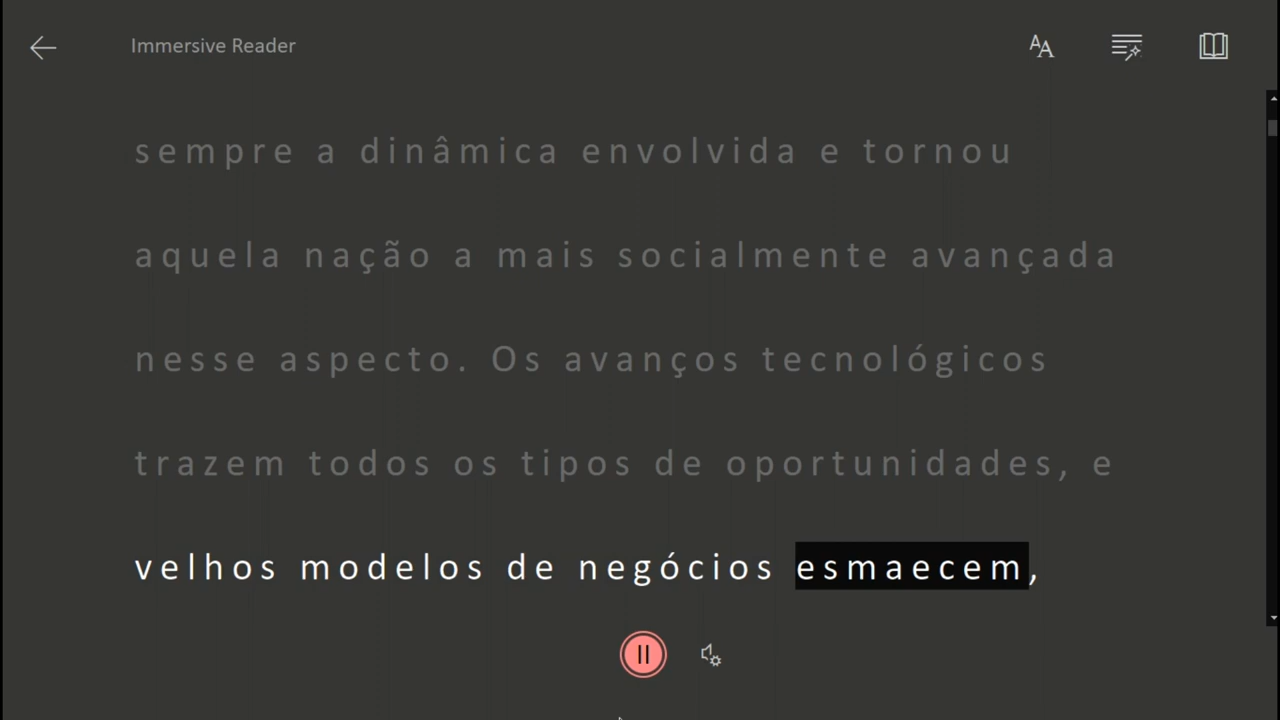 Immersive Reader
sempre a dinâmica envolvida e tornou
aquela nação a mais socialmente avançada
nesse aspecto. Os avanços tecnológicos
trazem todos os tipos de oportunidades, e
velhos modelos de negócios esmaecem,